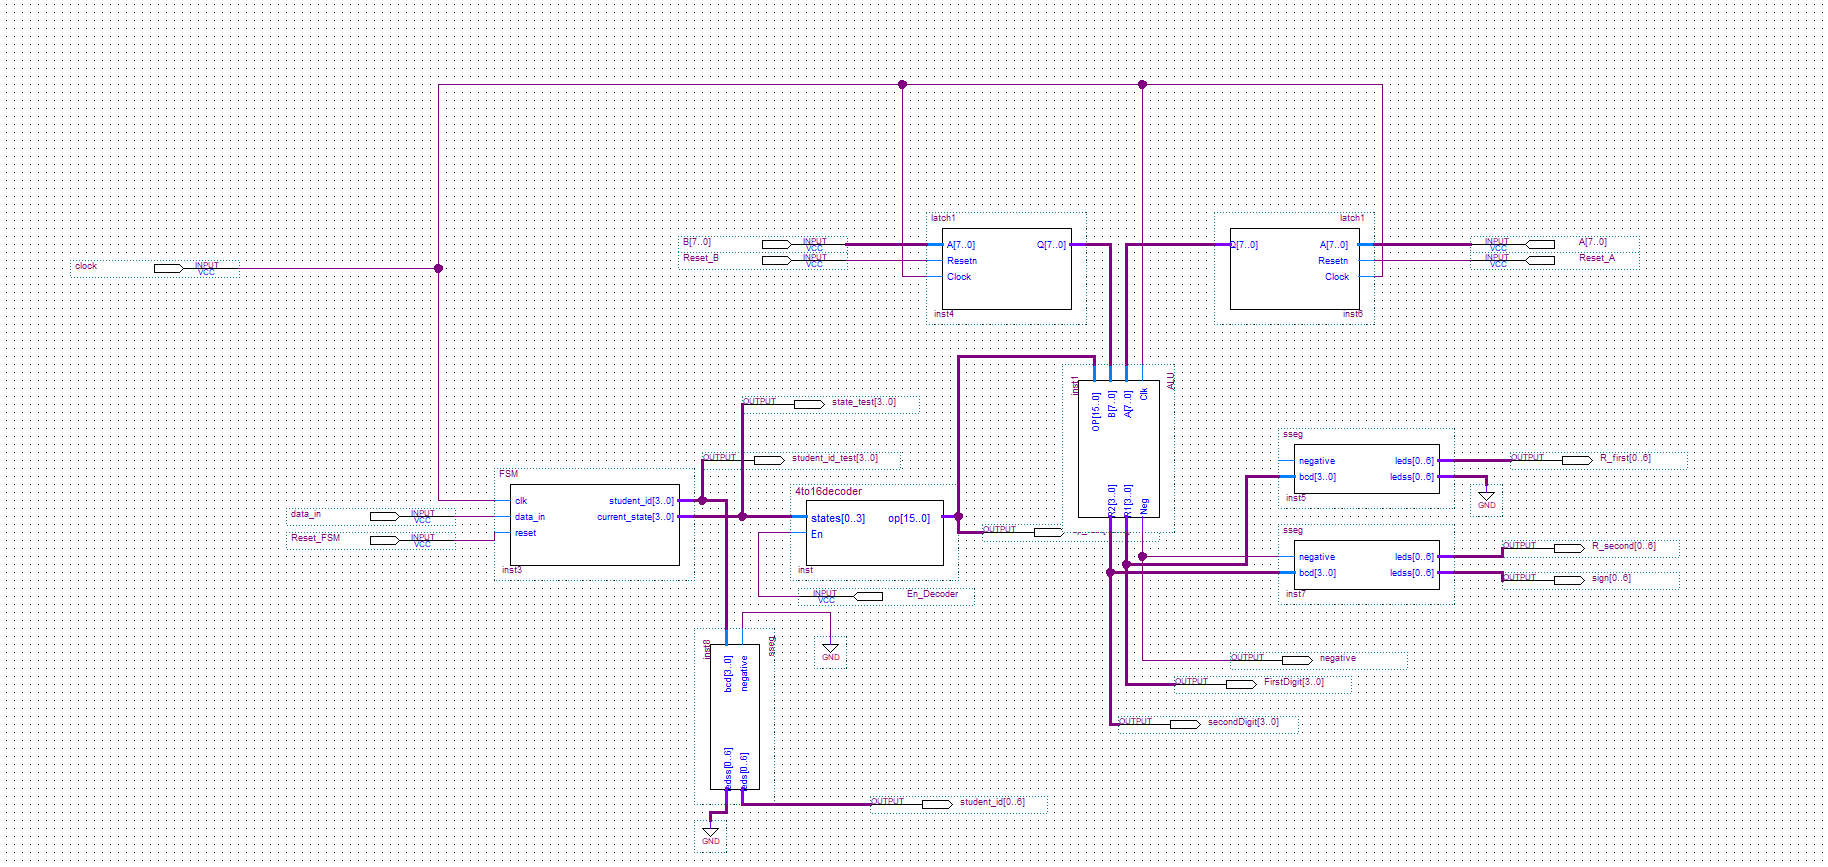 clock
INPUT
VCC
B[7..0]
INPUT
VCC
Reset_B
INPUT
VCC
latch1
A[7..0]
Q[7..0]
Resetn
Clock
inst4
latch1
Q[7..0]
A[7..0]
Resetn
Clock
inst6
INPUT
VCC
A[7..0]
INPUT
VCC
Reset_A
inst1
ALU
OP[15..0]
B[7..0]
A[7..0]
Clk
R2[3..0]
R1[3..0]
Neg
OUTPUT
state_test[3..0]
OUTPUT
student_id_test[3..0]
FSM
clk
student_id[3..0]
data_in
current_state[3..0]
reset
inst3
data_in
INPUT
VCC
Reset_FSM
INPUT
VCC
4to16decoder
states[0..3]
op[15..0]
En
inst
OUTPUT
INPUT
VCC
En_Decoder
sseg
negative
leds[0..6]
bcd[3..0]
ledss[0..6]
inst5
OUTPUT
R_first[0..6]
GND
sseg
negative
leds[0..6]
bcd[3..0]
ledss[0..6]
inst7
OUTPUT
R_second[0..6]
OUTPUT
sign[0..6]
inst8
sseg
bcd[3..0]
negative
ledss[0..6]
leds[0..6]
GND
OUTPUT
negative
OUTPUT
FirstDigit[3..0]
OUTPUT
secondDigit[3..0]
OUTPUT
student_id[0..6]
GND